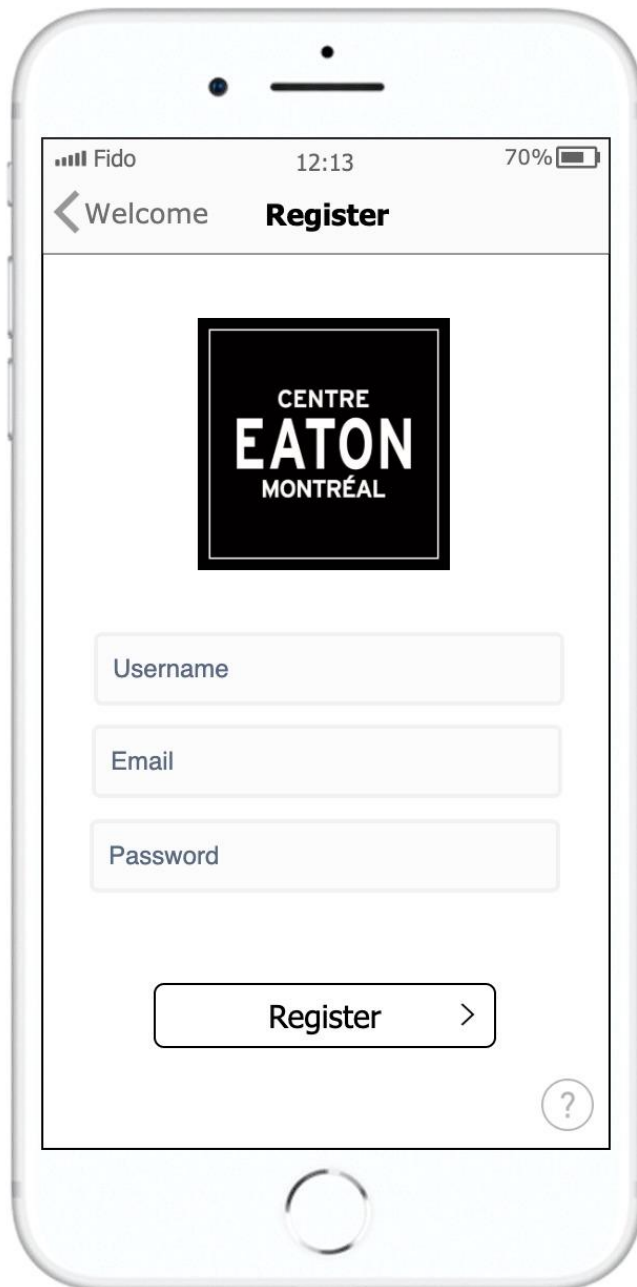 Fido
12:13
70%
Welcome
Register
CENTRE
EATON
MONTRÉAL
Username
Email
Password
Register
?